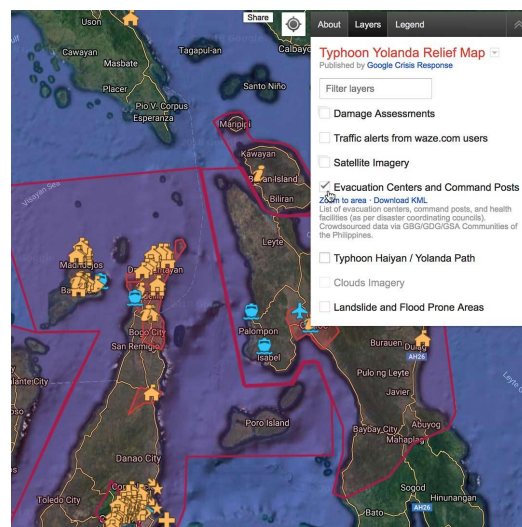 Share
About Layers Legend
Typhoon Yolanda Relief Map
Published by Google Crisis Response
Filter layers
Damage Assessments
Traffic alerts from waze.com users
Satellite Imagery
Evacuation Centers and Command Posts
Zoom to area · Download KML
List of evacuation centers, command posts, and health
facilities (as per disaster coordinating councils).
Crowdsourced data via GBG/GDG/GSA Communities of
the Philippines.
Typhoon Haiyan / Yolanda Path
Clouds Imagery
Landslide and Flood Prone Areas
Uson
Cawayan
Masbate
Tagapul-an
Placer
Pio V. Corpus
Esperanza
Santo Niño
Maripipi
Kawayan
Biliran
Visayan Sea
Leyte
Bogo City
San Remigio
Palompon
Isabel
Burauen
AH26
Pulo ng Leyte
Javier
Baybay City
Abuyog
Mahaplag
Poro Island
Danao City
Toledo City
Sogod
Hinunangan
AH26
Bato